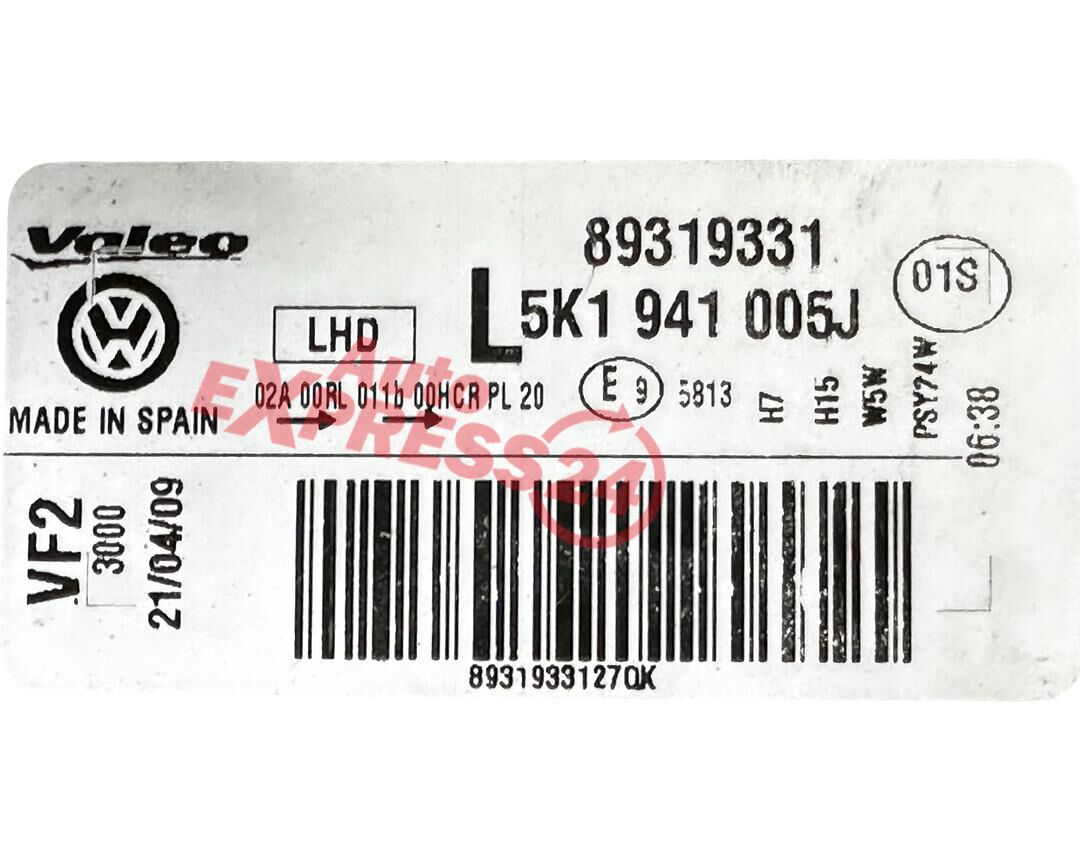 Valeo
89319331
01S
L 5K1 941 005J
LHD
02A 00RL 011b 00HCR PL 20
E 9
5813
H7
H15
W5W
PSY24W
06:38
MADE IN SPAIN
Auto
EXPRESS24
VF2
3000
21/04/09
8931933127QK